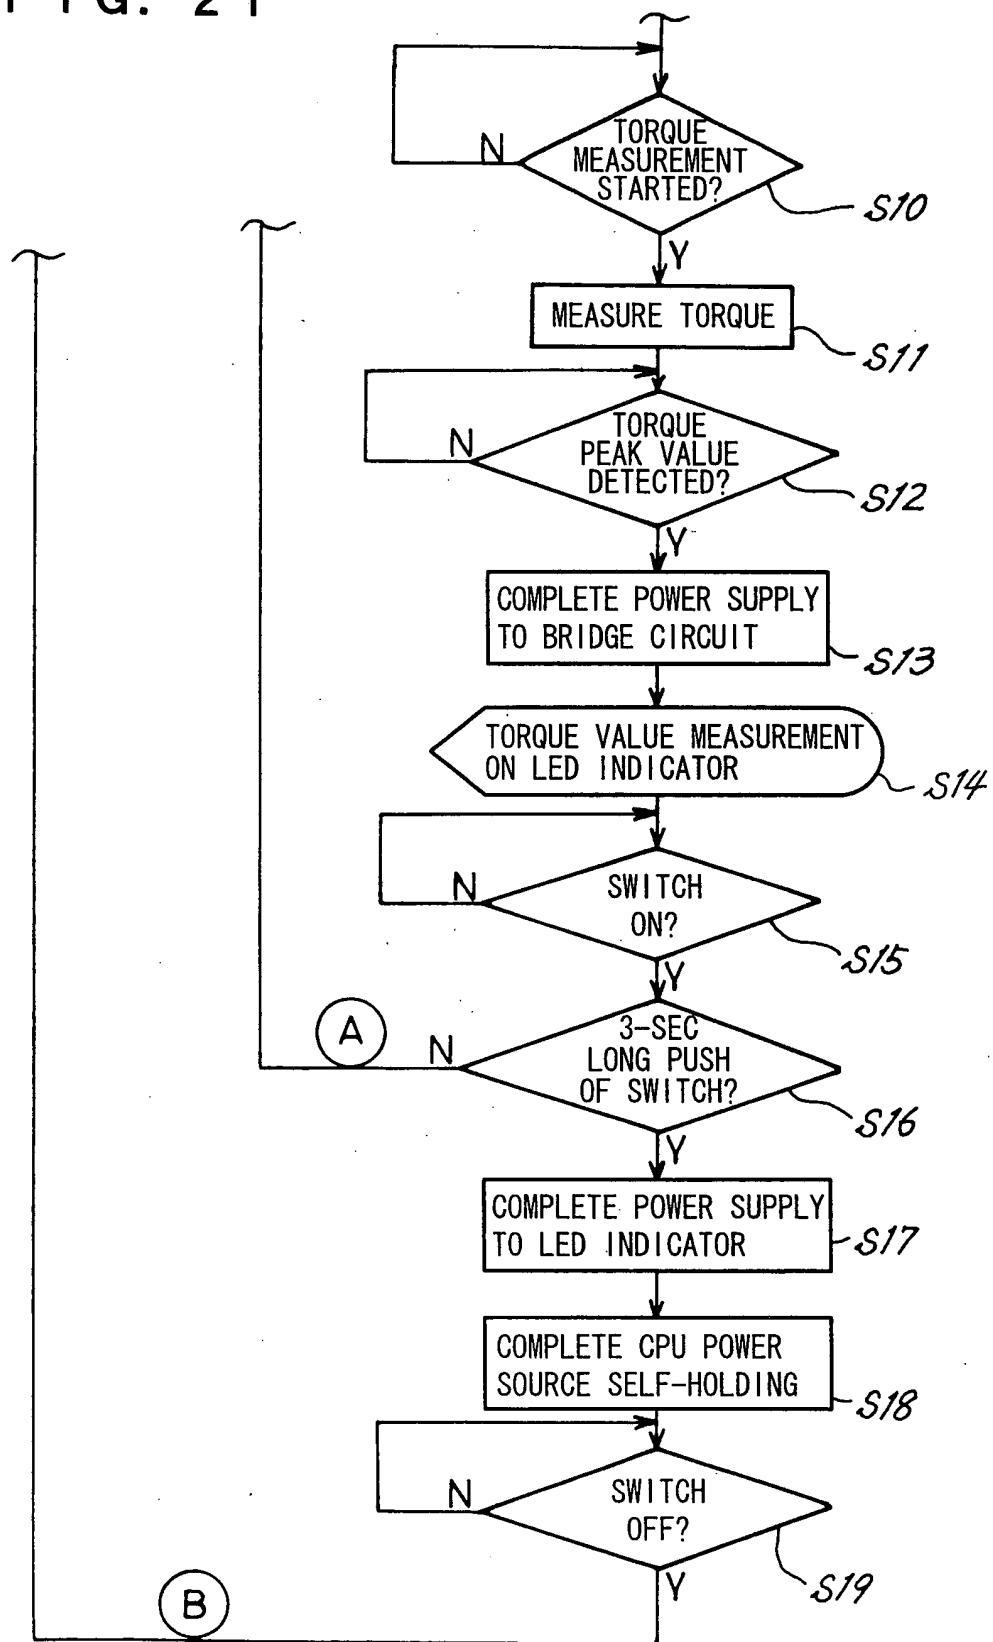 FIG. 21
TORQUE
MEASUREMENT
STARTED?
N
S10
Y
MEASURE TORQUE
S11
TORQUE
PEAK VALUE
DETECTED?
N
S12
Y
COMPLETE POWER SUPPLY
TO BRIDGE CIRCUIT
S13
TORQUE VALUE MEASUREMENT
ON LED INDICATOR
S14
SWITCH
ON?
N
S15
Y
A
N
3-SEC
LONG PUSH
OF SWITCH?
S16
Y
COMPLETE POWER SUPPLY
TO LED INDICATOR
S17
COMPLETE CPU POWER
SOURCE SELF-HOLDING
S18
SWITCH
OFF?
N
S19
Y
B